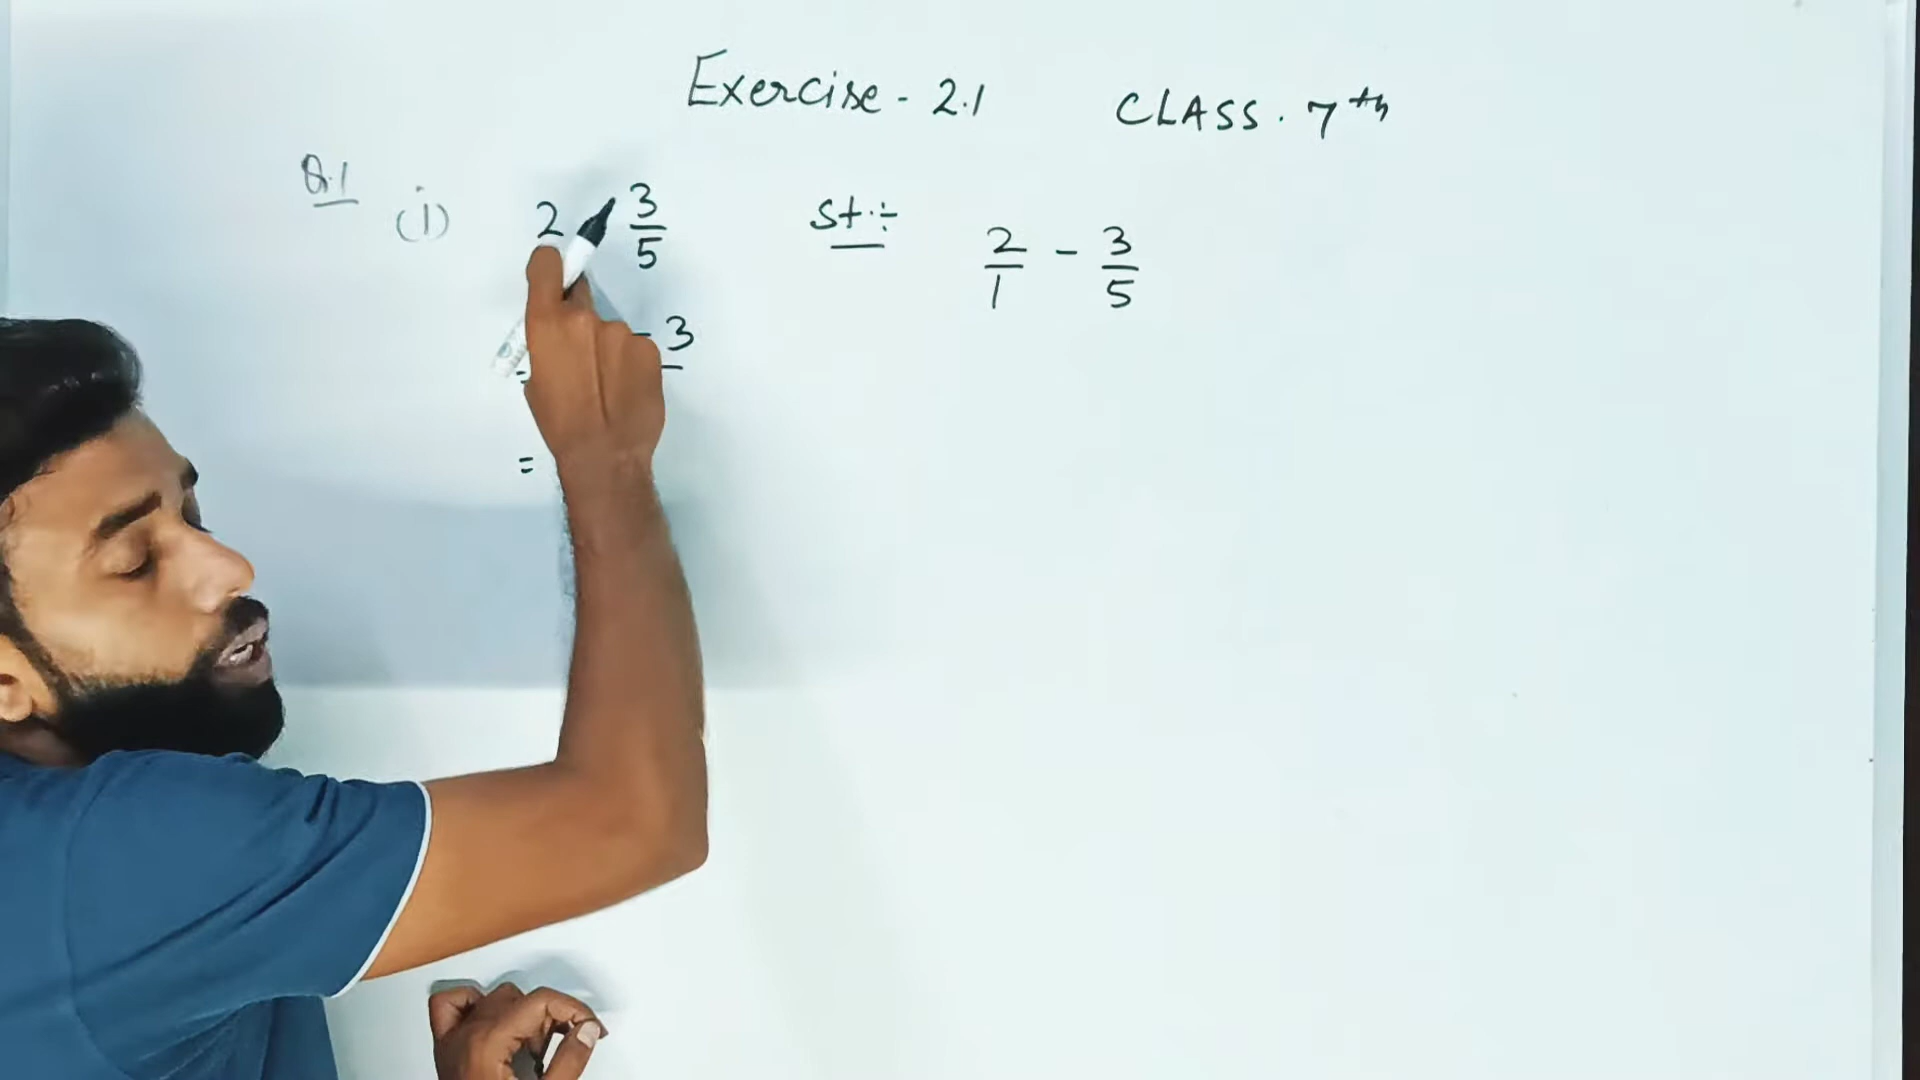 Exercise - 2.1 CLASS. 7th
Q.1 (i) 2 3/5 St.÷ 2/1 - 3/5
= - 3
=